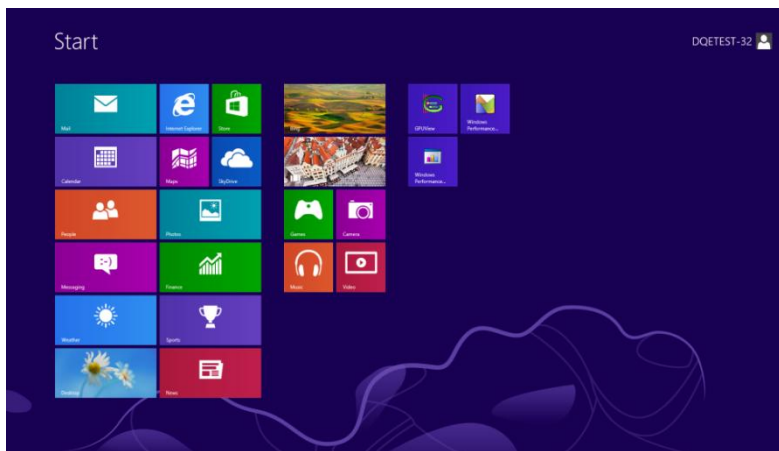 Start
DQETEST-32
Mail
Internet Explorer
Store
Calendar
Maps
SkyDrive
People
Photos
Messaging
:-)
Finance
Weather
Sports
Desktop
News
Bing
Games
Camera
Music
Video
GPUView
Windows
Performance...
Windows
Performance...